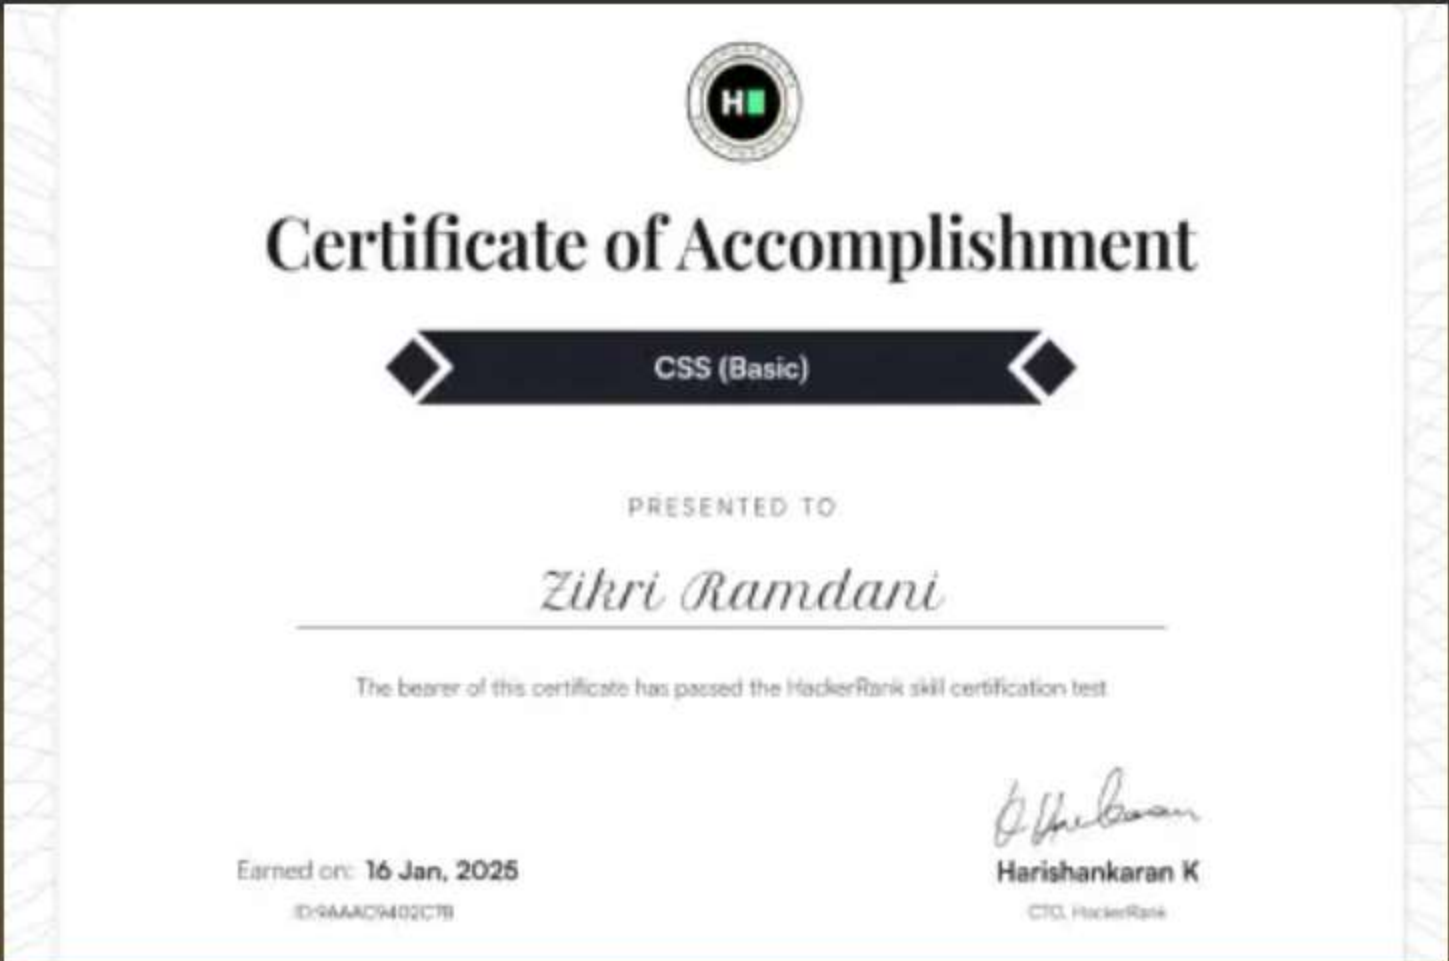 H
Certificate of Accomplishment
CSS (Basic)
PRESENTED TO
Zikri Ramdani
The bearer of this certificate has passed the HackerRank skill certification test
Earned on: 16 Jan, 2025
Harishankaran K
CTO, HackerRank